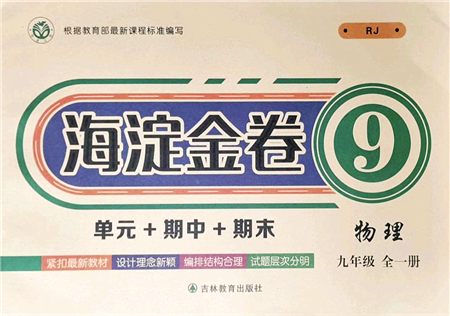 根据教育部最新课程标准编写
RJ
海淀金卷
9
单元+期中+期末
物理
紧扣最新教材 设计理念新颖 编排结构合理 试题层次分明
九年级 全一册
吉林教育出版社